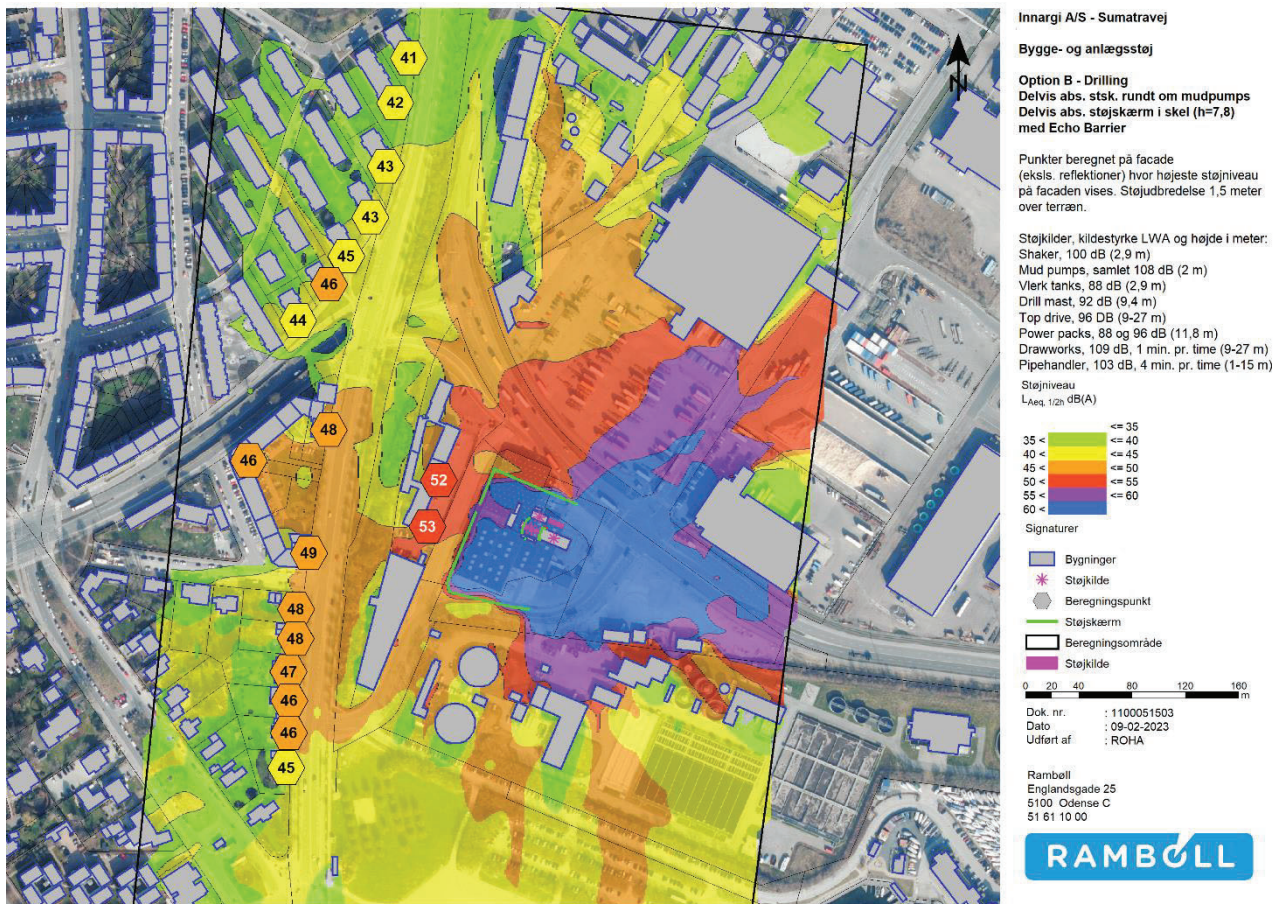 41
42
43
43
45
46
44
48
46
52
53
49
48
48
47
46
46
45
Innargi A/S - Sumatravej
Bygge- og anlægsstøj
N
Option B - Drilling
Delvis abs. stsk. rundt om mudpumps
Delvis abs. støjskærm i skel (h=7,8)
med Echo Barrier
Punkter beregnet på facade
(eksls. reflektioner) hvor højeste støjniveau
på facaden vises. Støjudbredelse 1,5 meter
over terræn.
Støjkilder, kildestyrke LWA og højde i meter:
Shaker, 100 dB (2,9 m)
Mud pumps, samlet 108 dB (2 m)
Vlerk tanks, 88 dB (2,9 m)
Drill mast, 92 dB (9,4 m)
Top drive, 96 DB (9-27 m)
Power packs, 88 og 96 dB (11,8 m)
Drawworks, 109 dB, 1 min. pr. time (9-27 m)
Pipehandler, 103 dB, 4 min. pr. time (1-15 m)
Støjniveau
LAeq, 1/2h dB(A)
<= 35
35 < <= 40
40 < <= 45
45 < <= 50
50 < <= 55
55 < <= 60
60 <
Signaturer
Bygninger
Støjkilde
Beregningspunkt
Støjskærm
Beregningsområde
Støjkilde
0 20 40 80 120 160
m
Dok. nr. : 1100051503
Dato : 09-02-2023
Udført af : ROHA
Rambøll
Englandsgade 25
5100 Odense C
51 61 10 00
RAMBOLL